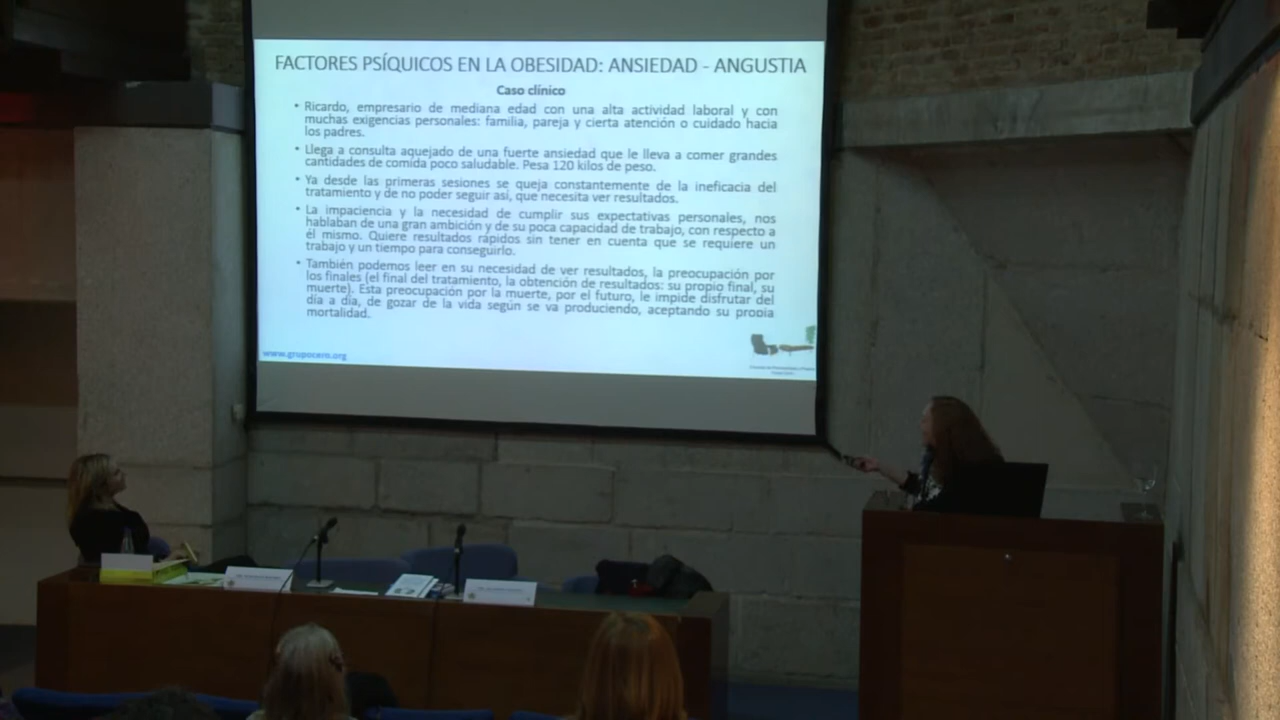 FACTORES PSÍQUICOS EN LA OBESIDAD: ANSIEDAD - ANGUSTIA
Caso clínico
• Ricardo, empresario de mediana edad con una alta actividad laboral y con
muchas exigencias personales: familia, pareja y cierta atención o cuidado hacia
los padres.
• Llega a consulta aquejado de una fuerte ansiedad que le lleva a comer grandes
cantidades de comida poco saludable. Pesa 120 kilos de peso.
• Ya desde las primeras sesiones se queja constantemente de la ineficacia del
tratamiento y de no poder seguir así, que necesita ver resultados.
• La impaciencia y la necesidad de cumplir sus expectativas personales, nos
hablaban de una gran ambición y de su poca capacidad de trabajo, con respecto a
él mismo. Quiere resultados rápidos sin tener en cuenta que se requiere un
trabajo y un tiempo para conseguirlo.
• También podemos leer en su necesidad de ver resultados, la preocupación por
los finales (el final del tratamiento, la obtención de resultados: su propio final, su
muerte). Esta preocupación por la muerte, por el futuro, le impide disfrutar del
día a día, de gozar de la vida según se va produciendo, aceptando su propia
mortalidad.
www.grupocero.org